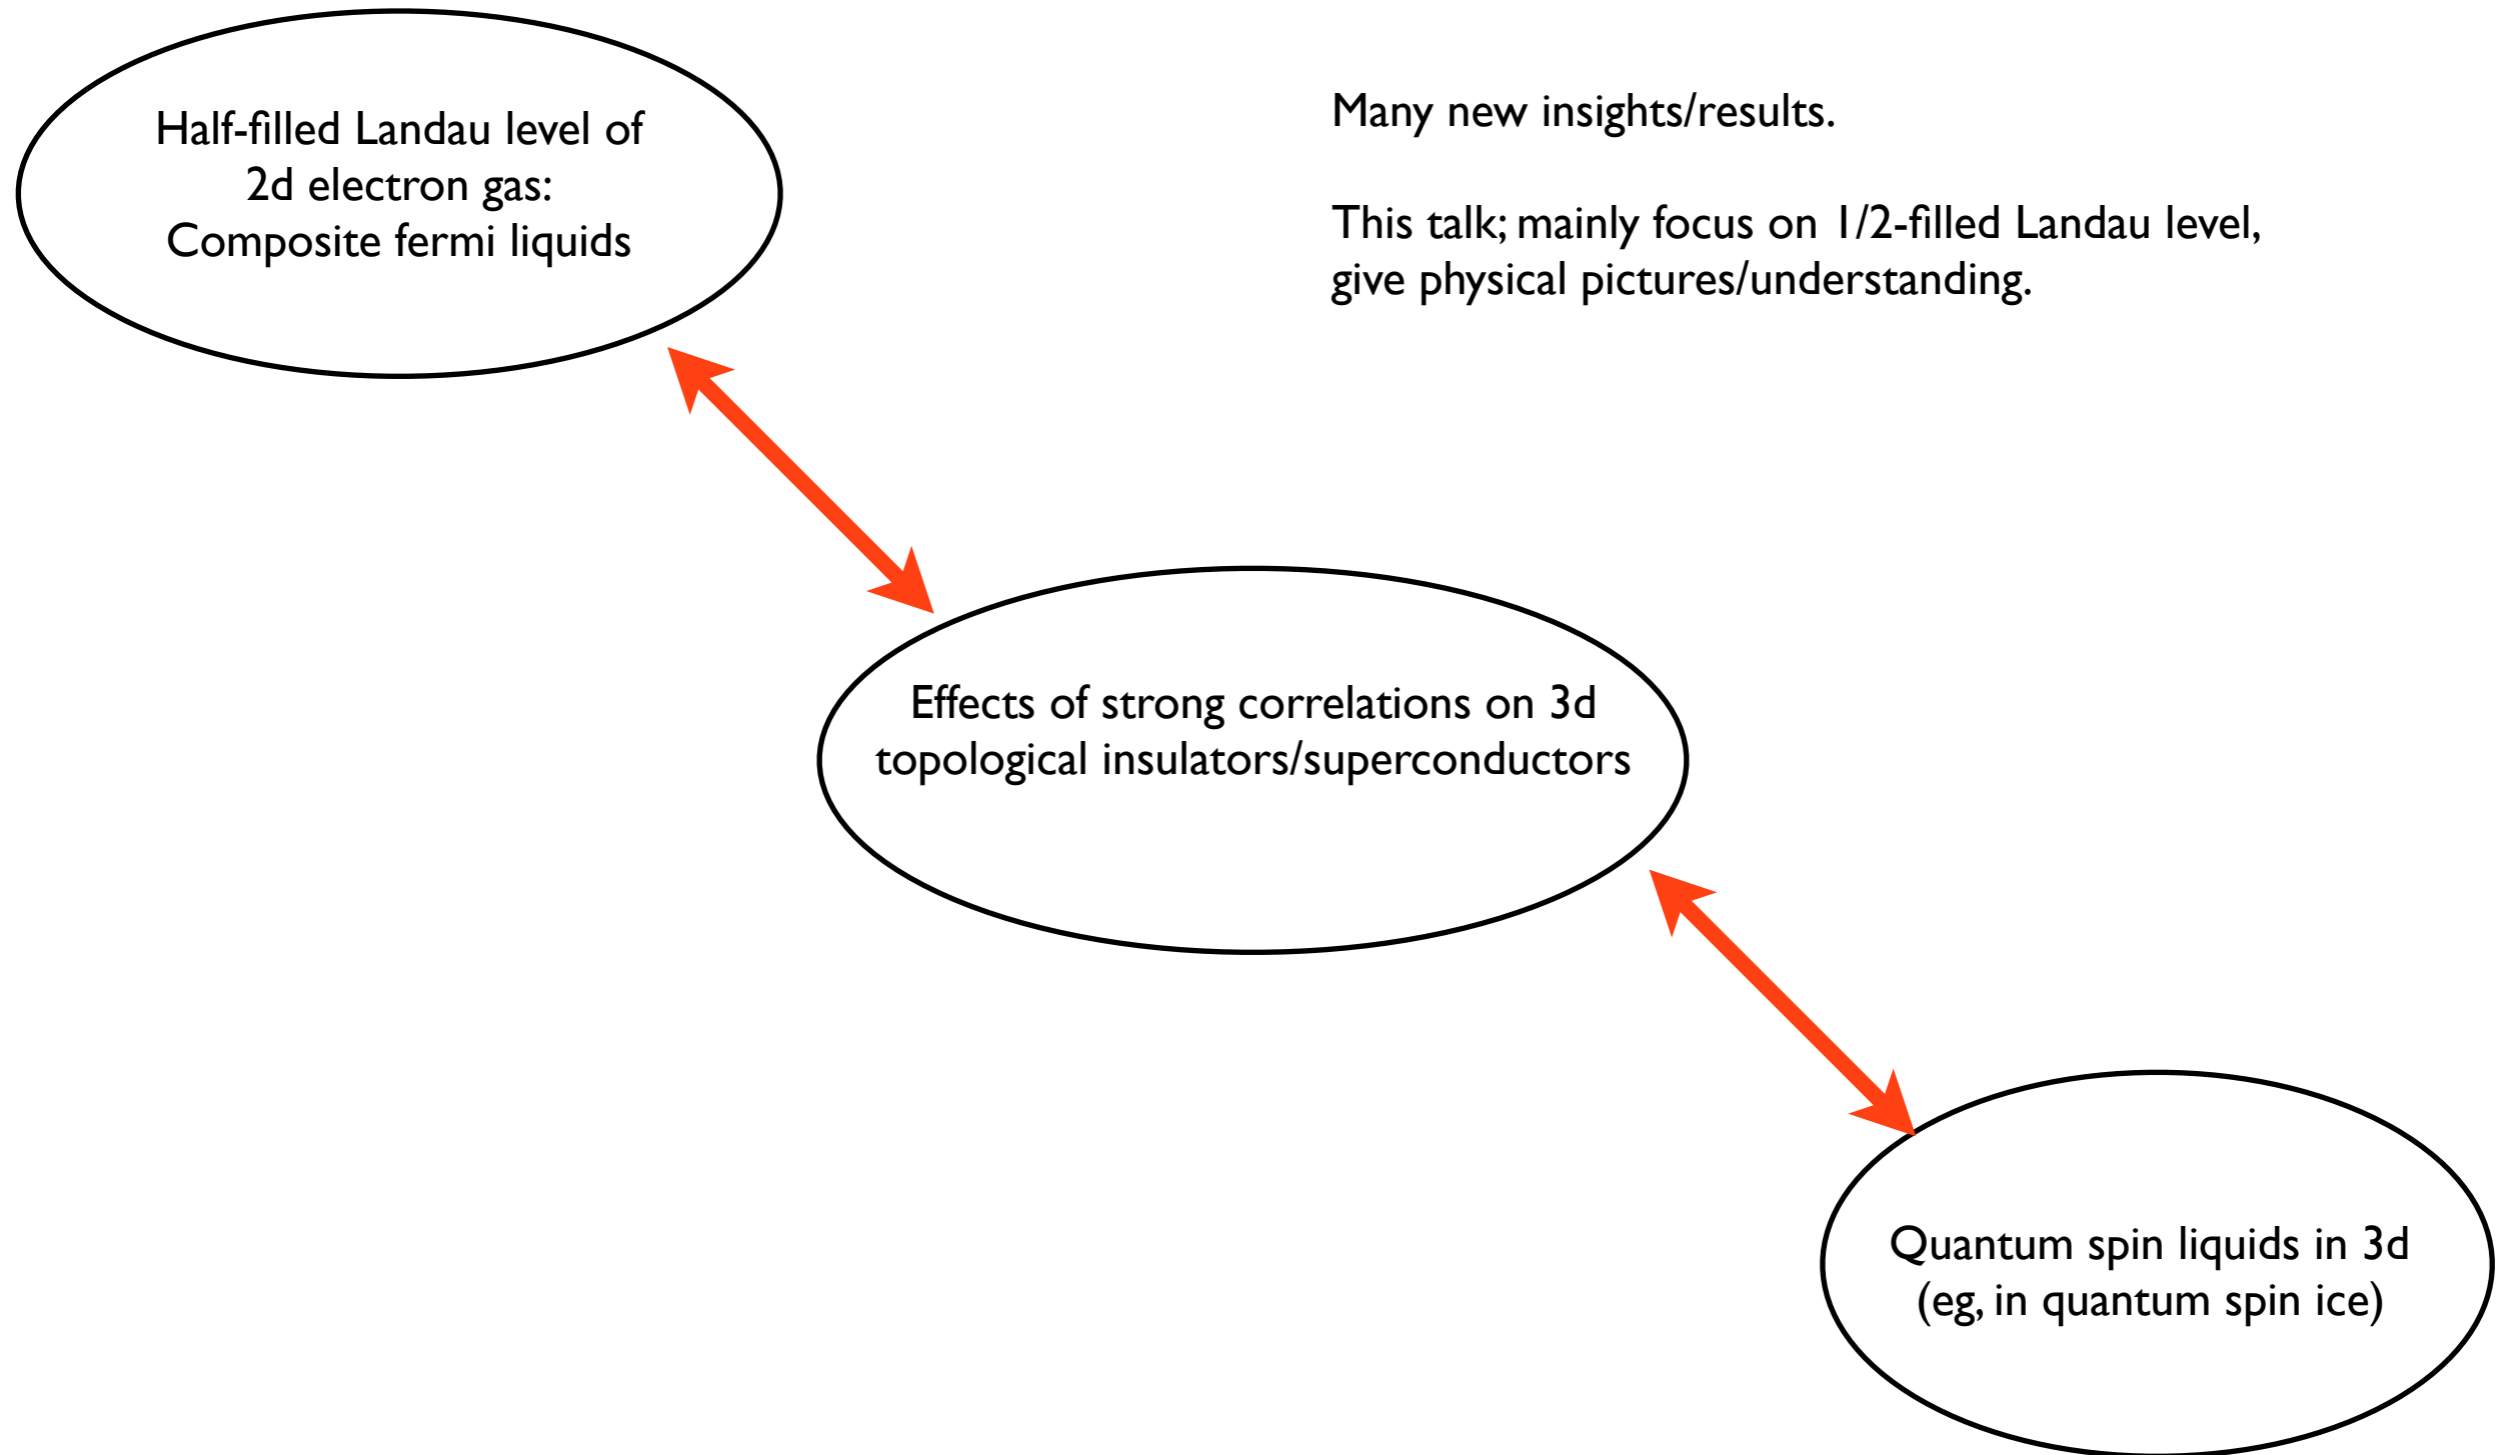 Half-filled Landau level of
2d electron gas:
Composite fermi liquids
Many new insights/results.
This talk; mainly focus on 1/2-filled Landau level,
give physical pictures/understanding.
Effects of strong correlations on 3d
topological insulators/superconductors
Quantum spin liquids in 3d
(eg, in quantum spin ice)